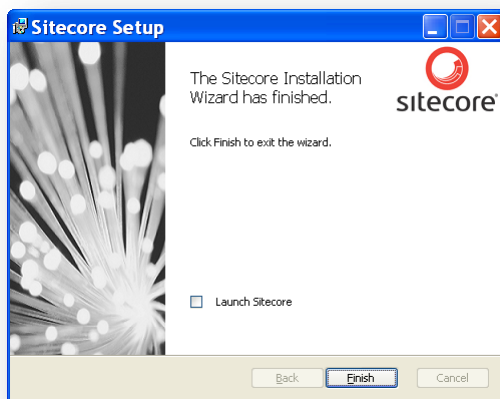 Sitecore Setup
The Sitecore Installation
Wizard has finished.
sitecore
Click Finish to exit the wizard.
Launch Sitecore
Back
Finish
Cancel